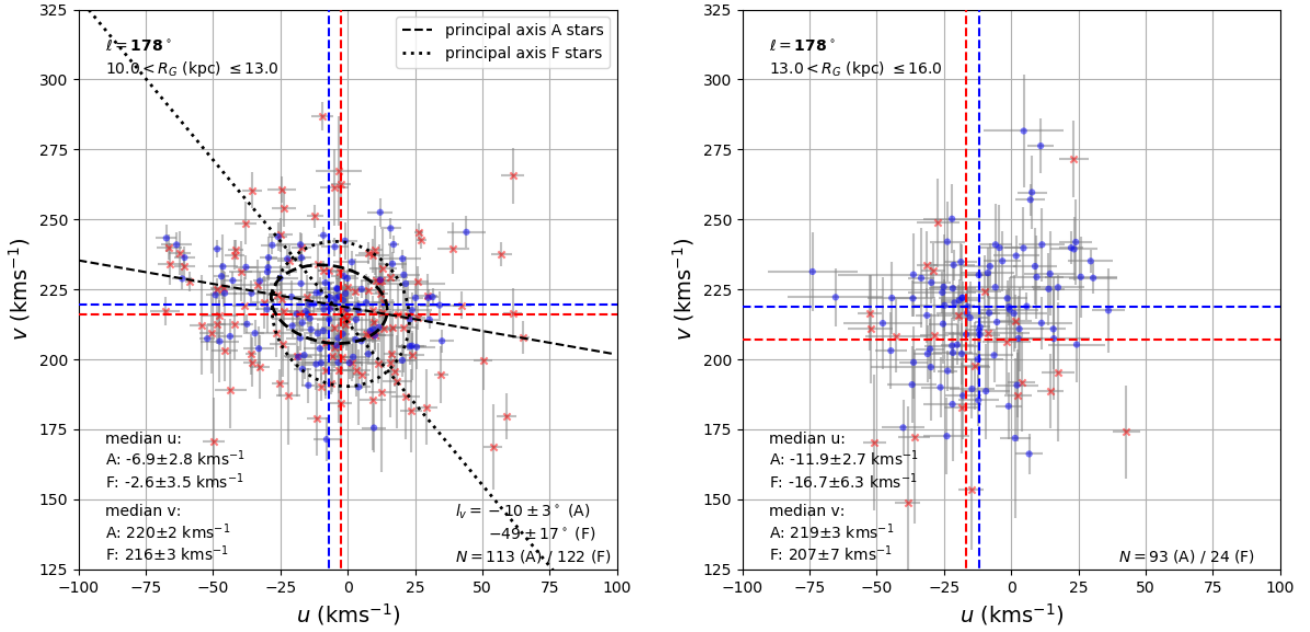 325
300
275
250
225
200
175
150
125
v (kms⁻¹)
ℓ = 178°
10.0 < R_G (kpc) ≤ 13.0
principal axis A stars
principal axis F stars
median u:
A: -6.9±2.8 kms⁻¹
F: -2.6±3.5 kms⁻¹
median v:
A: 220±2 kms⁻¹
F: 216±3 kms⁻¹
l_v = −10 ± 3° (A)
−49 ± 17° (F)
N = 113 (A) / 122 (F)
−100 −75 −50 −25 0 25 50 75 100
u (kms⁻¹)
325
300
275
250
225
200
175
150
125
v (kms⁻¹)
ℓ = 178°
13.0 < R_G (kpc) ≤ 16.0
median u:
A: -11.9±2.7 kms⁻¹
F: -16.7±6.3 kms⁻¹
median v:
A: 219±3 kms⁻¹
F: 207±7 kms⁻¹
N = 93 (A) / 24 (F)
−100 −75 −50 −25 0 25 50 75 100
u (kms⁻¹)